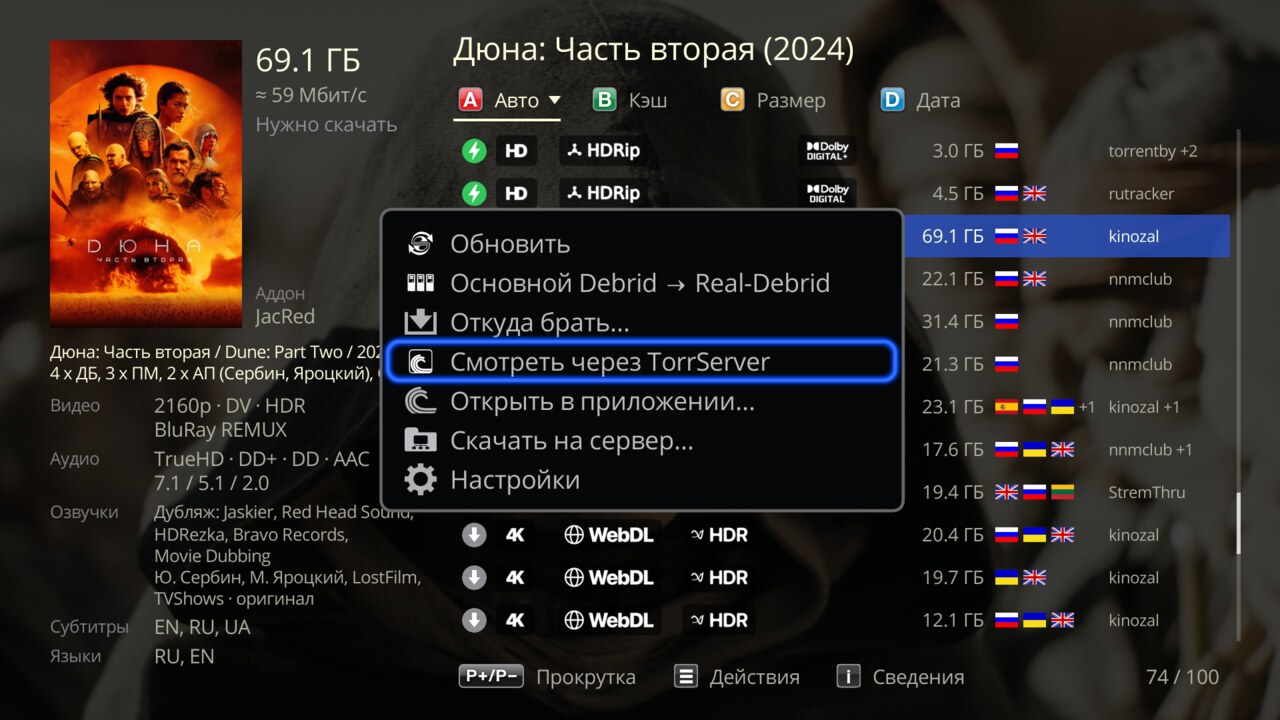 69.1 ГБ
≈ 59 Мбит/с
Нужно скачать
ДЮНА
ЧАСТЬ ВТОРАЯ
Аддон
JacRed
Дюна: Часть вторая / Dune: Part Two / 202
4 x ДБ, 3 x ПМ, 2 x АП (Сербин, Яроцкий),
Видео 2160p · DV · HDR
BluRay REMUX
Аудио TrueHD · DD+ · DD · AAC
7.1 / 5.1 / 2.0
Озвучки Дубляж: Jaskier, Red Head Sound,
HDRezka, Bravo Records,
Movie Dubbing
Ю. Сербин, М. Яроцкий, LostFilm,
TVShows · оригинал
Субтитры EN, RU, UA
Языки RU, EN
Дюна: Часть вторая (2024)
A Авто B Кэш C Размер D Дата
HD HDRip Dolby DIGITAL+ 3.0 ГБ torrentby +2
HD HDRip Dolby DIGITAL 4.5 ГБ rutracker
69.1 ГБ kinozal
22.1 ГБ nnmclub
31.4 ГБ nnmclub
21.3 ГБ nnmclub
23.1 ГБ +1 kinozal +1
17.6 ГБ nnmclub +1
19.4 ГБ StremThru
4K WebDL HDR 20.4 ГБ kinozal
4K WebDL HDR 19.7 ГБ kinozal
4K WebDL HDR 12.1 ГБ kinozal
Обновить
Основной Debrid → Real-Debrid
Откуда брать...
Смотреть через TorrServer
Открыть в приложении...
Скачать на сервер...
Настройки
P+/P− Прокрутка Действия i Сведения 74 / 100